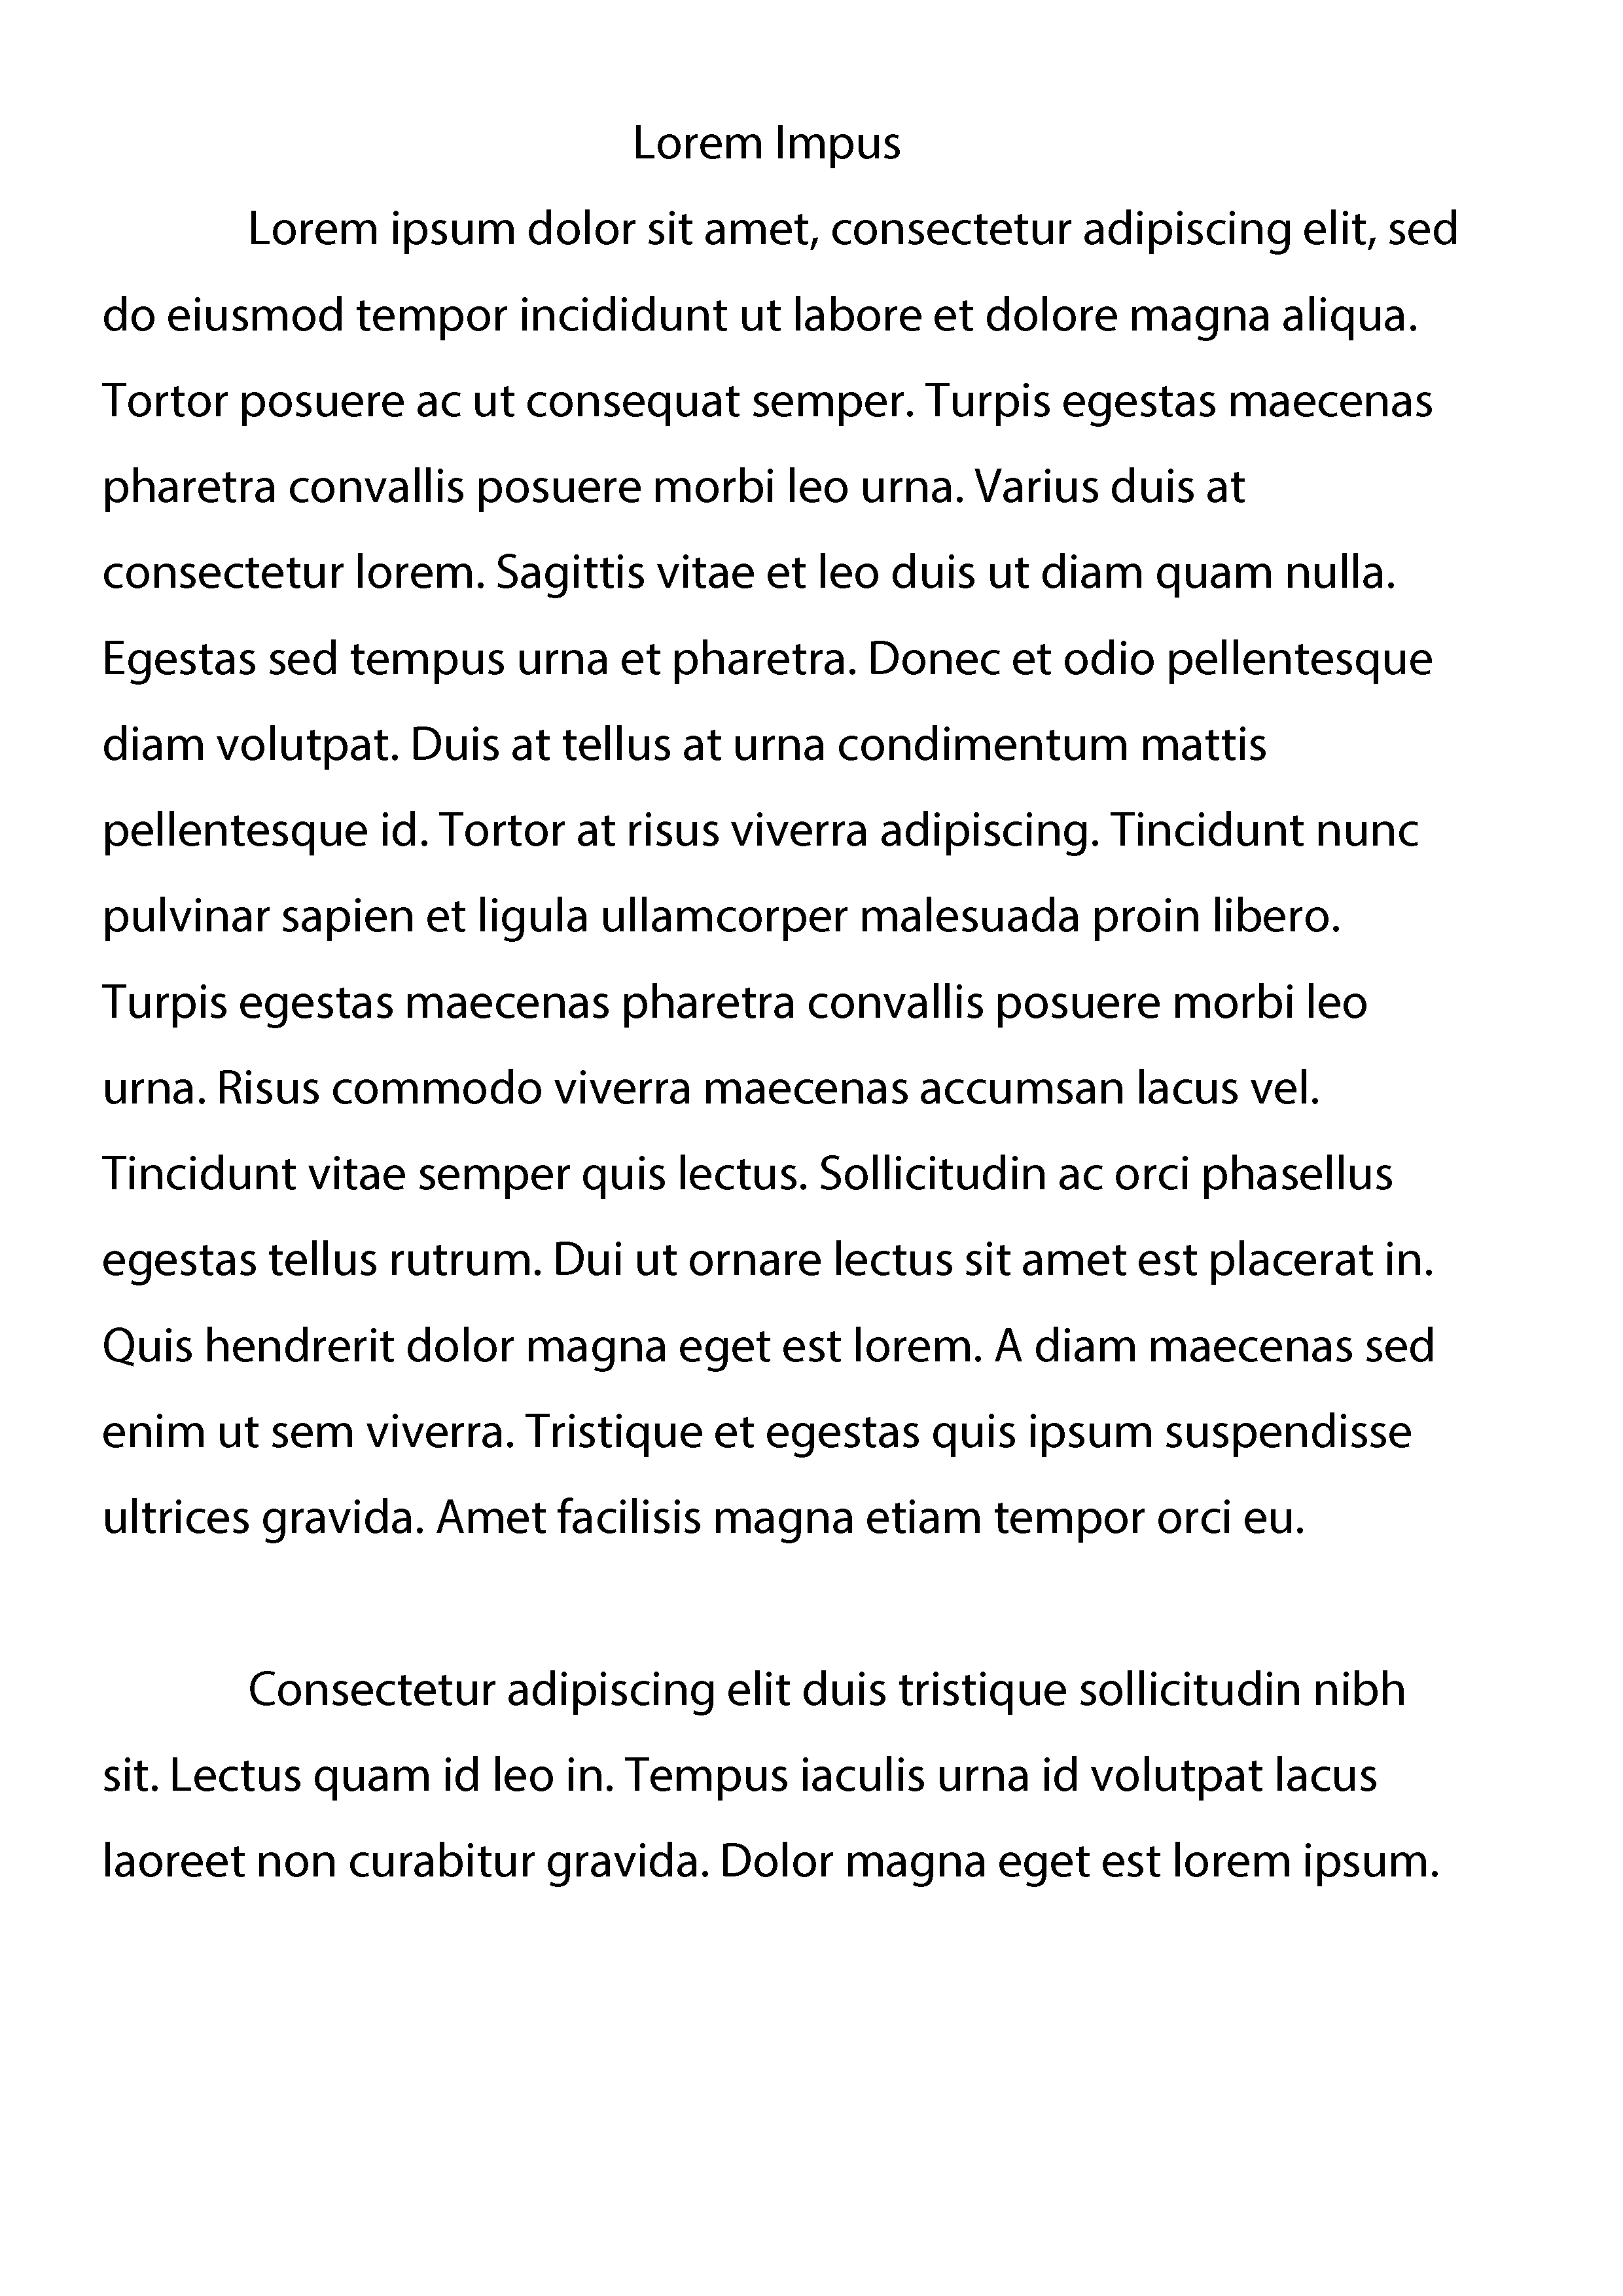 Lorem Impus
Lorem ipsum dolor sit amet, consectetur adipiscing elit, sed
do eiusmod tempor incididunt ut labore et dolore magna aliqua.
Tortor posuere ac ut consequat semper. Turpis egestas maecenas
pharetra convallis posuere morbi leo urna. Varius duis at
consectetur lorem. Sagittis vitae et leo duis ut diam quam nulla.
Egestas sed tempus urna et pharetra. Donec et odio pellentesque
diam volutpat. Duis at tellus at urna condimentum mattis
pellentesque id. Tortor at risus viverra adipiscing. Tincidunt nunc
pulvinar sapien et ligula ullamcorper malesuada proin libero.
Turpis egestas maecenas pharetra convallis posuere morbi leo
urna. Risus commodo viverra maecenas accumsan lacus vel.
Tincidunt vitae semper quis lectus. Sollicitudin ac orci phasellus
egestas tellus rutrum. Dui ut ornare lectus sit amet est placerat in.
Quis hendrerit dolor magna eget est lorem. A diam maecenas sed
enim ut sem viverra. Tristique et egestas quis ipsum suspendisse
ultrices gravida. Amet facilisis magna etiam tempor orci eu.
Consectetur adipiscing elit duis tristique sollicitudin nibh
sit. Lectus quam id leo in. Tempus iaculis urna id volutpat lacus
laoreet non curabitur gravida. Dolor magna eget est lorem ipsum.